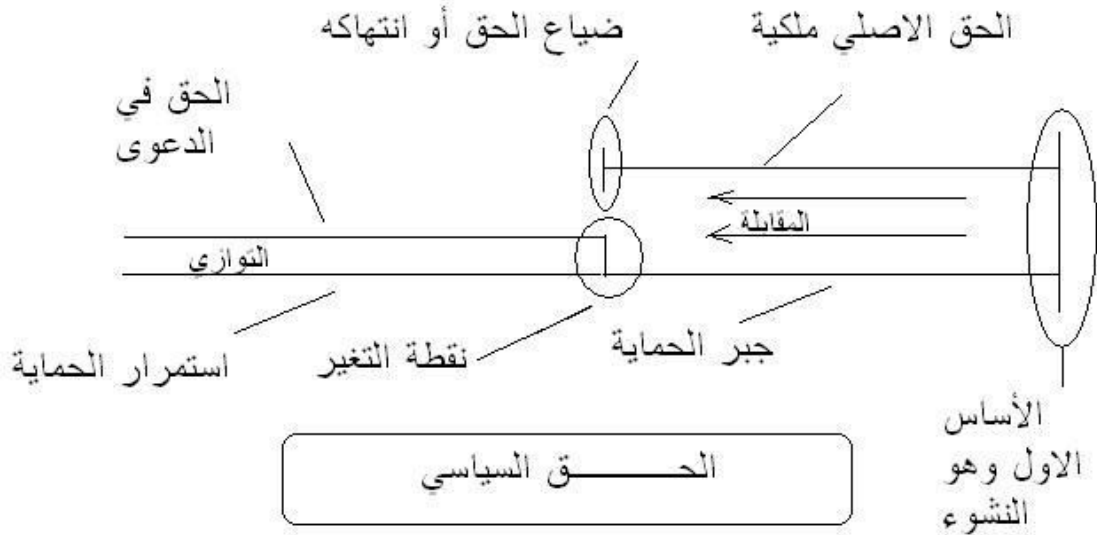 الحق الاصلي ملكية
ضياع الحق أو انتهاكه
الحق في
الدعوى
المقابلة
التوازي
جبر الحماية
نقطة التغير
استمرار الحماية
الأساس
الاول وهو
النشوء
الحـــــــق السياسي